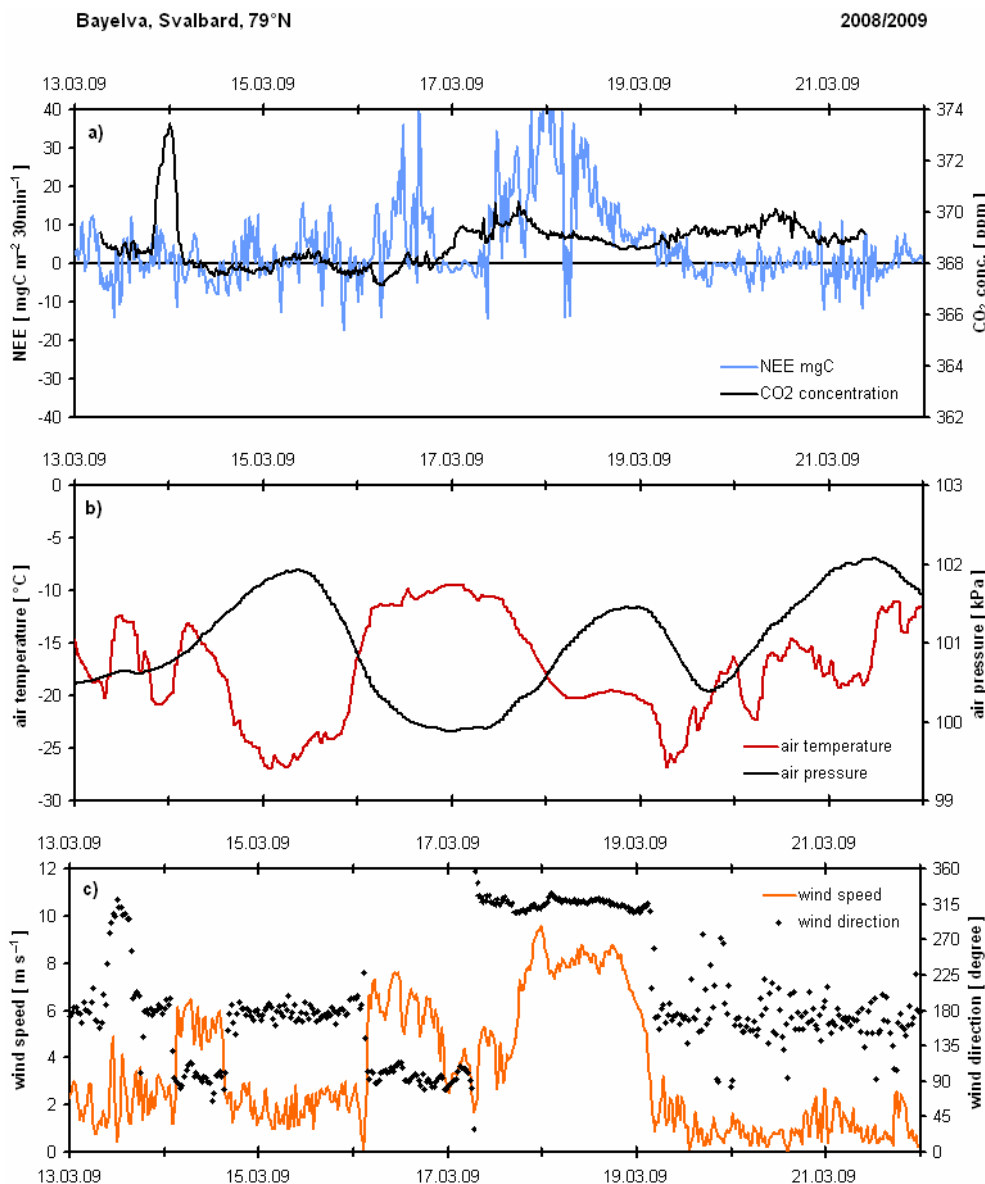 Bayelva, Svalbard, 79°N 2008/2009
13.03.09 15.03.09 17.03.09 19.03.09 21.03.09
a)
40 30 20 10 0 -10 -20 -30 -40
NEE [ mgC m⁻² 30min⁻¹ ]
374 372 370 368 366 364 362
CO₂ conc. [ ppm ]
NEE mgC
CO2 concentration
13.03.09 15.03.09 17.03.09 19.03.09 21.03.09
b)
0 -5 -10 -15 -20 -25 -30
air temperature [ °C ]
103 102 101 100 99
air pressure [ kPa ]
air temperature
air pressure
13.03.09 15.03.09 17.03.09 19.03.09 21.03.09
c)
12 10 8 6 4 2 0
wind speed [ m s⁻¹ ]
360 315 270 225 180 135 90 45 0
wind direction [ degree ]
wind speed
wind direction
13.03.09 15.03.09 17.03.09 19.03.09 21.03.09